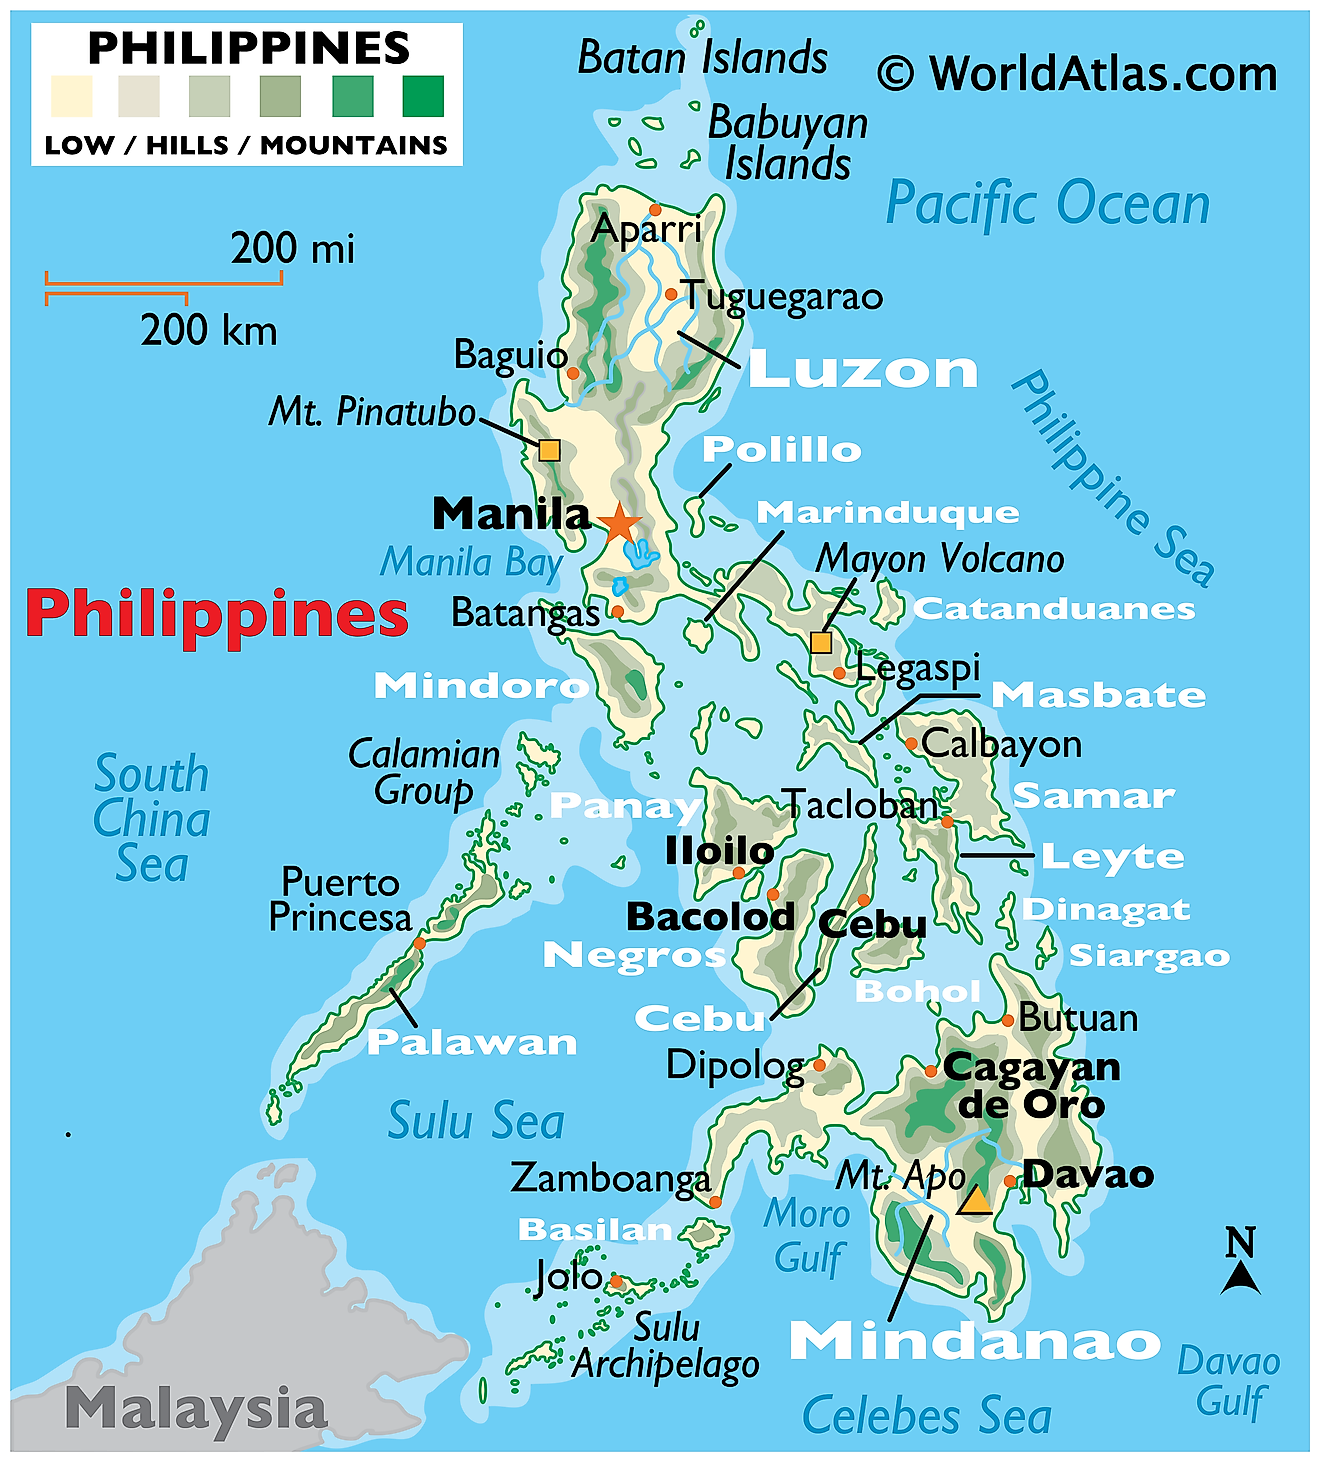 PHILIPPINES
LOW / HILLS / MOUNTAINS
Batan Islands
© WorldAtlas.com
Babuyan
Islands
Pacific Ocean
200 mi
200 km
Aparri
Tuguegarao
Baguio
Luzon
Mt. Pinatubo
Philippine Sea
Polillo
Manila
Marinduque
Manila Bay
Mayon Volcano
Philippines
Batangas
Catanduanes
Mindoro
Legaspi
Masbate
Calamian
Group
Calbayon
South
China
Sea
Panay
Tacloban
Samar
Iloilo
Leyte
Puerto
Princesa
Bacolod
Cebu
Dinagat
Negros
Siargao
Bohol
Cebu
Butuan
Palawan
Dipolog
Cagayan
de Oro
Sulu Sea
Zamboanga
Mt. Apo
Davao
Basilan
Moro
Gulf
Jolo
N
Sulu
Archipelago
Mindanao
Davao
Gulf
Malaysia
Celebes Sea